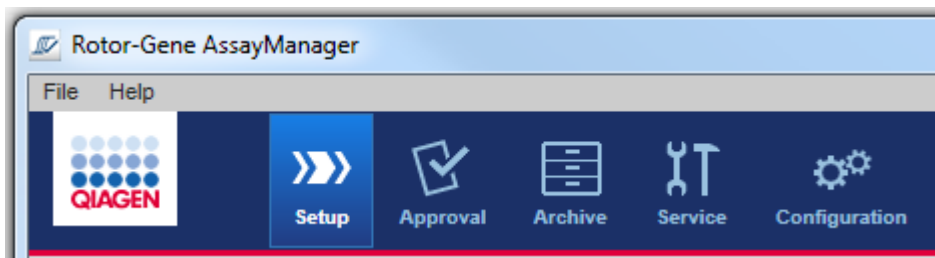 Rotor-Gene AssayManager
File Help
QIAGEN
Setup Approval Archive Service Configuration